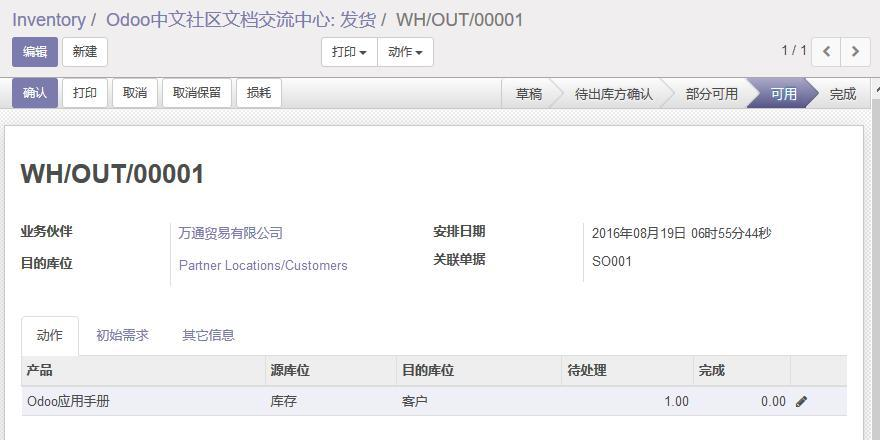 Inventory / Odoo中文社区文档交流中心: 发货 / WH/OUT/00001
编辑 新建 打印 动作 1 / 1
确认 打印 取消 取消保留 损耗 草稿 待出库方确认 部分可用 可用 完成
WH/OUT/00001
业务伙伴 万通贸易有限公司 安排日期 2016年08月19日 06时55分44秒
目的库位 Partner Locations/Customers 关联单据 SO001
动作 初始需求 其它信息
产品 源库位 目的库位 待处理 完成
Odoo应用手册 库存 客户 1.00 0.00